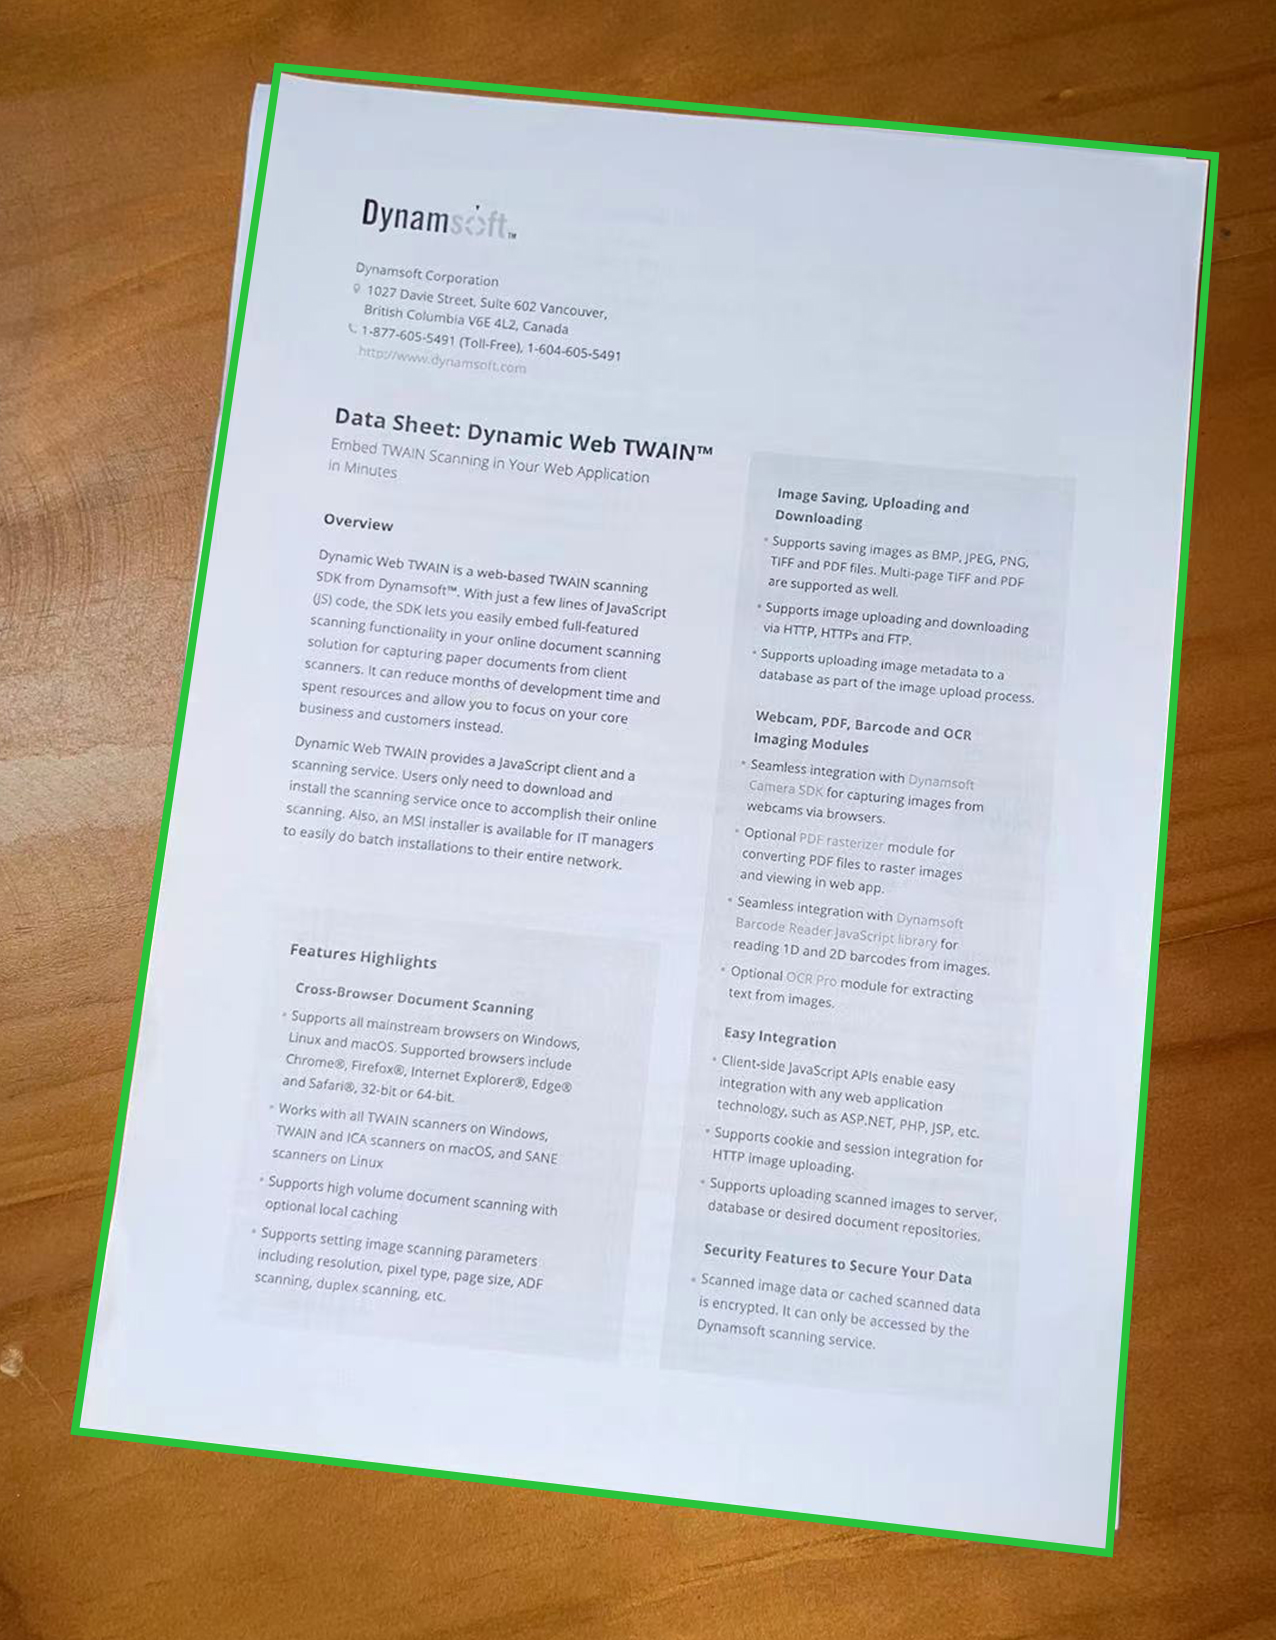 Dynamsoft™
Dynamsoft Corporation
1027 Davie Street, Suite 602 Vancouver,
British Columbia V6E 4L2, Canada
1-877-605-5491 (Toll-Free), 1-604-605-5491
http://www.dynamsoft.com
Data Sheet: Dynamic Web TWAIN™
Embed TWAIN Scanning in Your Web Application
in Minutes
Overview
Dynamic Web TWAIN is a web-based TWAIN scanning
SDK from Dynamsoft™. With just a few lines of JavaScript
(JS) code, the SDK lets you easily embed full-featured
scanning functionality in your online document scanning
solution for capturing paper documents from client
scanners. It can reduce months of development time and
spent resources and allow you to focus on your core
business and customers instead.
Dynamic Web TWAIN provides a JavaScript client and a
scanning service. Users only need to download and
install the scanning service once to accomplish their online
scanning. Also, an MSI installer is available for IT managers
to easily do batch installations to their entire network.
Features Highlights
Cross-Browser Document Scanning
• Supports all mainstream browsers on Windows,
Linux and macOS. Supported browsers include
Chrome®, Firefox®, Internet Explorer®, Edge®
and Safari®, 32-bit or 64-bit.
• Works with all TWAIN scanners on Windows,
TWAIN and ICA scanners on macOS, and SANE
scanners on Linux
• Supports high volume document scanning with
optional local caching
• Supports setting image scanning parameters
including resolution, pixel type, page size, ADF
scanning, duplex scanning, etc.
Image Saving, Uploading and
Downloading
• Supports saving images as BMP, JPEG, PNG,
TIFF and PDF files. Multi-page TIFF and PDF
are supported as well.
• Supports image uploading and downloading
via HTTP, HTTPs and FTP.
• Supports uploading image metadata to a
database as part of the image upload process.
Webcam, PDF, Barcode and OCR
Imaging Modules
• Seamless integration with Dynamsoft
Camera SDK for capturing images from
webcams via browsers.
• Optional PDF rasterizer module for
converting PDF files to raster images
and viewing in web app.
• Seamless integration with Dynamsoft
Barcode Reader JavaScript library for
reading 1D and 2D barcodes from images.
• Optional OCR Pro module for extracting
text from images.
Easy Integration
• Client-side JavaScript APIs enable easy
integration with any web application
technology, such as ASP.NET, PHP, JSP, etc.
• Supports cookie and session integration for
HTTP image uploading.
• Supports uploading scanned images to server,
database or desired document repositories.
Security Features to Secure Your Data
• Scanned image data or cached scanned data
is encrypted. It can only be accessed by the
Dynamsoft scanning service.